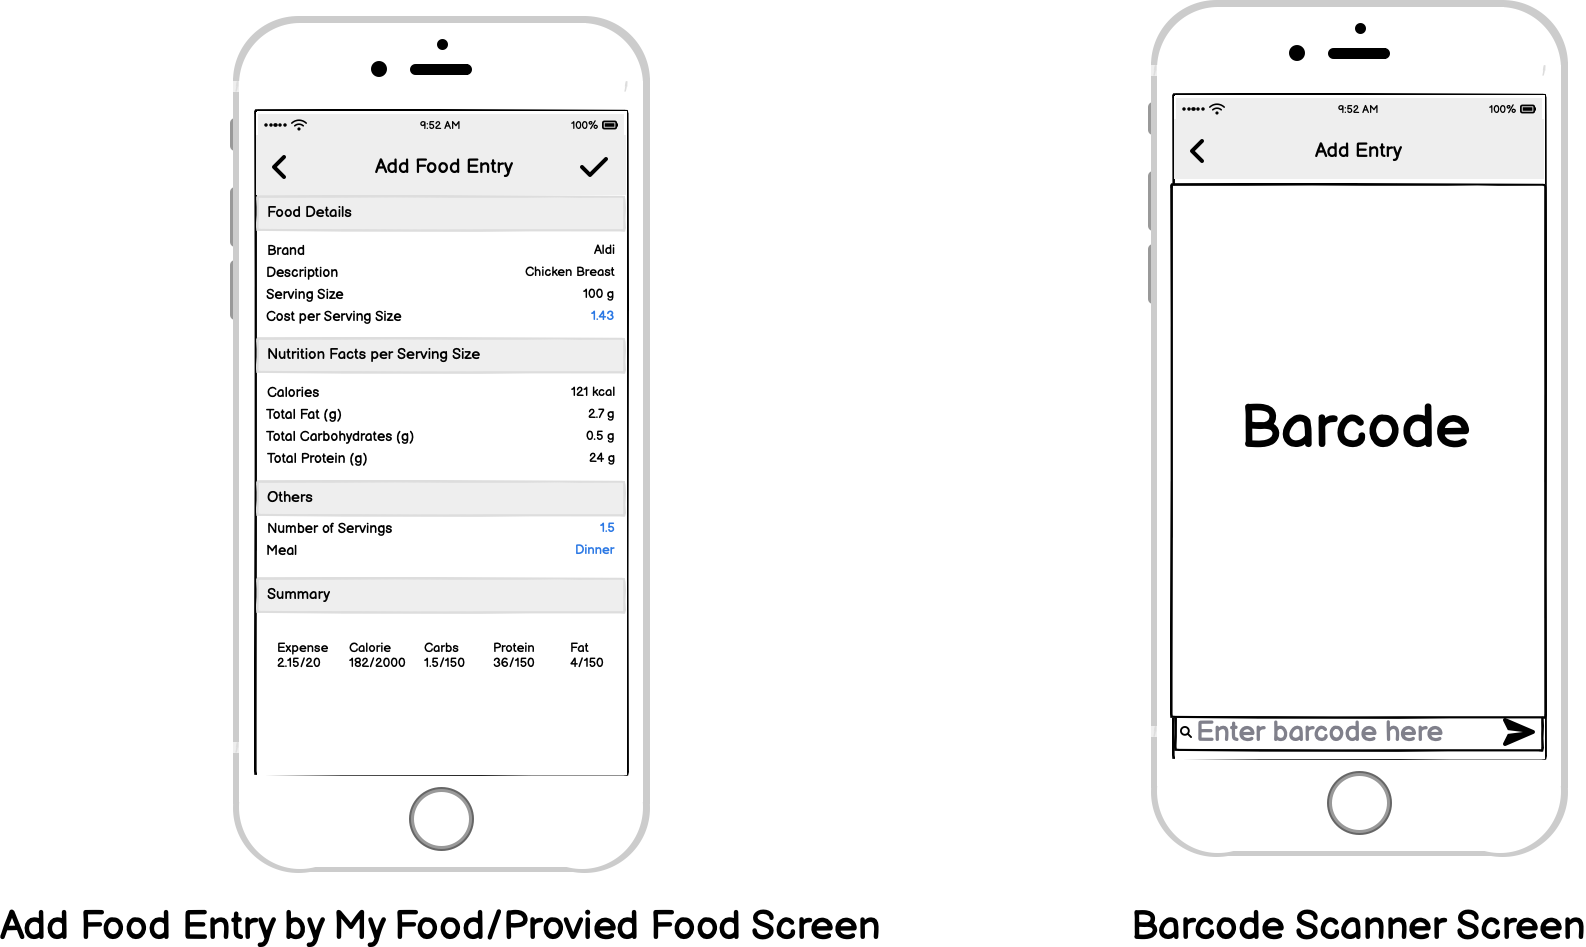 9:52 AM 100%
Add Food Entry
Food Details
Brand Aldi
Description Chicken Breast
Serving Size 100 g
Cost per Serving Size 1.43
Nutrition Facts per Serving Size
Calories 121 kcal
Total Fat (g) 2.7 g
Total Carbohydrates (g) 0.5 g
Total Protein (g) 24 g
Others
Number of Servings 1.5
Meal Dinner
Summary
Expense Calorie Carbs Protein Fat
2.15/20 182/2000 1.5/150 36/150 4/150
Add Food Entry by My Food/Provied Food Screen
9:52 AM 100%
Add Entry
Barcode
Enter barcode here
Barcode Scanner Screen